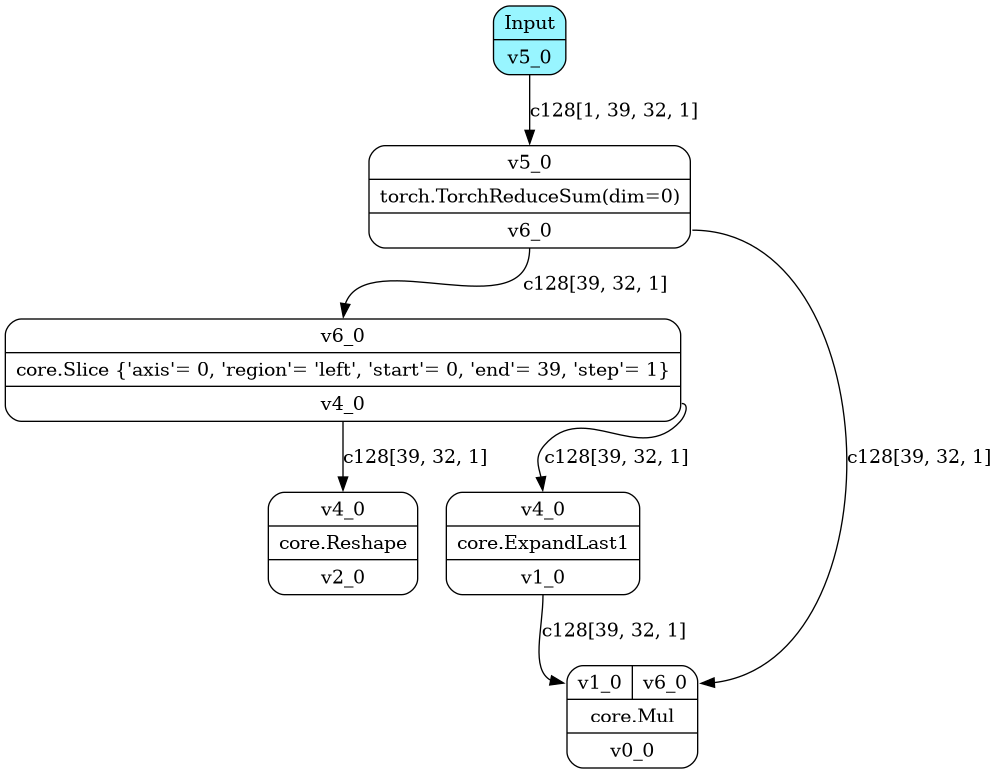 Input
v5_0
c128[1, 39, 32, 1]
v5_0
torch.TorchReduceSum(dim=0)
v6_0
c128[39, 32, 1]
v6_0
core.Slice {'axis'= 0, 'region'= 'left', 'start'= 0, 'end'= 39, 'step'= 1}
v4_0
c128[39, 32, 1]
c128[39, 32, 1]
c128[39, 32, 1]
v4_0
core.Reshape
v2_0
v4_0
core.ExpandLast1
v1_0
c128[39, 32, 1]
v1_0 v6_0
core.Mul
v0_0